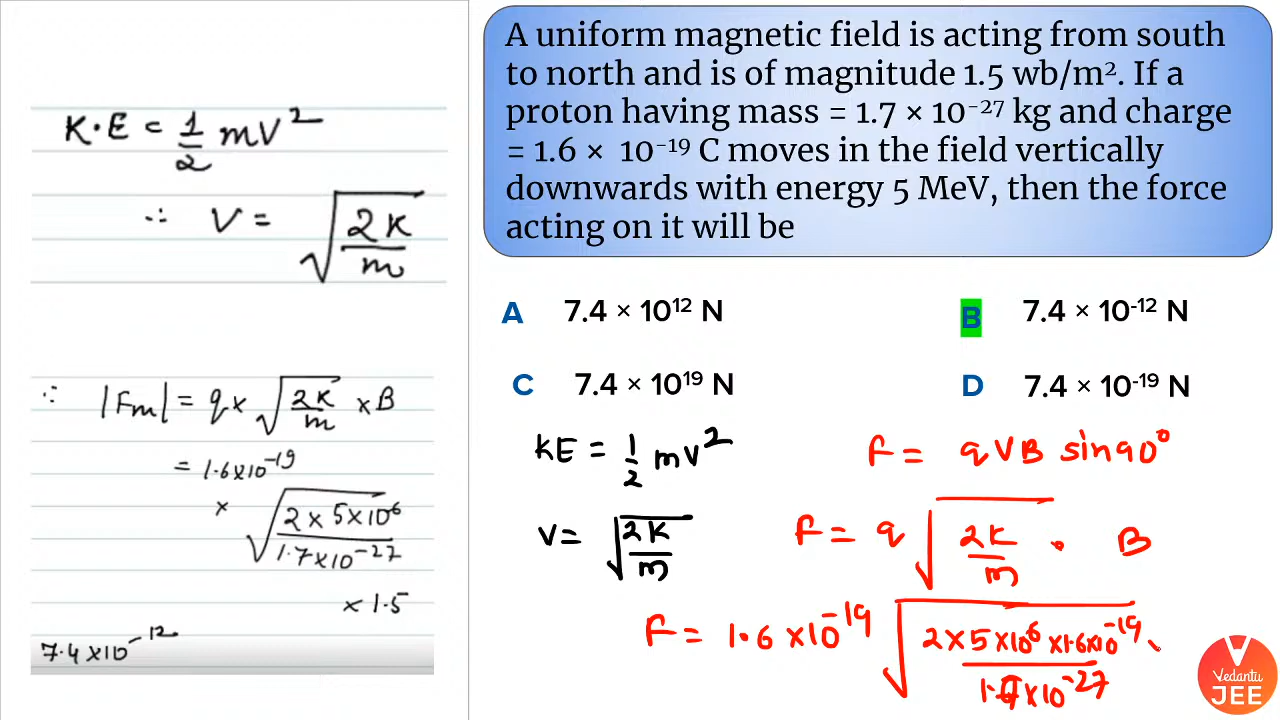 K.E = 1/2 mV²
∴ V = √(2K/m)
∵ |Fm| = q × √(2K/m) × B
= 1.6×10⁻¹⁹
× √(2 × 5×10⁶/1.7×10⁻²⁷)
× 1.5
7.4×10⁻¹²
A uniform magnetic field is acting from south
to north and is of magnitude 1.5 wb/m². If a
proton having mass = 1.7 × 10⁻²⁷ kg and charge
= 1.6 × 10⁻¹⁹ C moves in the field vertically
downwards with energy 5 MeV, then the force
acting on it will be
A 7.4 × 10¹² N
B 7.4 × 10⁻¹² N
C 7.4 × 10¹⁹ N
D 7.4 × 10⁻¹⁹ N
KE = 1/2 mV²
V = √(2K/m)
F = qVB sin90°
F = q √(2K/m) . B
F = 1.6×10⁻¹⁹ √(2×5×10⁶×1.6×10⁻¹⁹/1.7×10⁻²⁷)
Vedantu
JEE